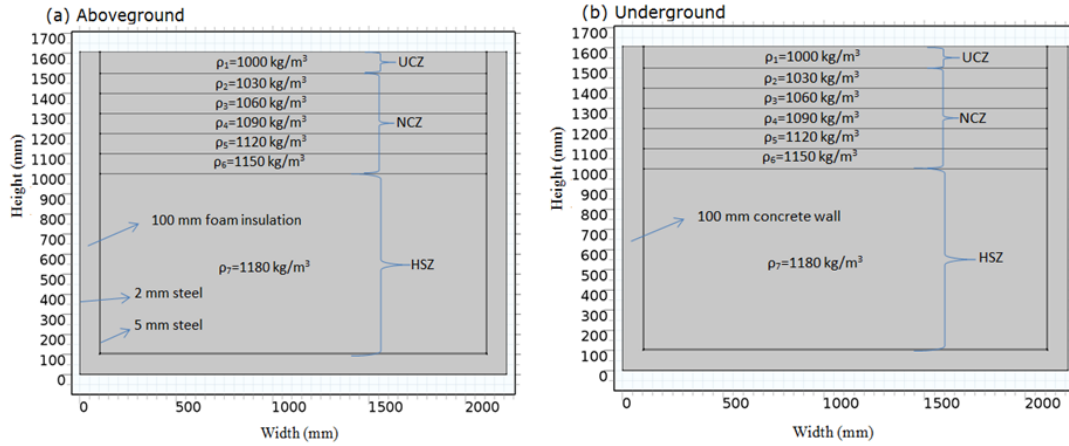 (a) Aboveground
1700
1600
1500
1400
1300
1200
1100
1000
900
800
700
600
500
400
300
200
100
0
Height (mm)
ρ1=1000 kg/m3
UCZ
ρ2=1030 kg/m3
ρ3=1060 kg/m3
ρ4=1090 kg/m3
NCZ
ρ5=1120 kg/m3
ρ6=1150 kg/m3
100 mm foam insulation
ρ7=1180 kg/m3
HSZ
2 mm steel
5 mm steel
0 500 1000 1500 2000
Width (mm)
(b) Underground
1700
1600
1500
1400
1300
1200
1100
1000
900
800
700
600
500
400
300
200
100
0
Height (mm)
ρ1=1000 kg/m3
UCZ
ρ2=1030 kg/m3
ρ3=1060 kg/m3
ρ4=1090 kg/m3
NCZ
ρ5=1120 kg/m3
ρ6=1150 kg/m3
100 mm concrete wall
ρ7=1180 kg/m3
HSZ
0 500 1000 1500 2000
Width (mm)